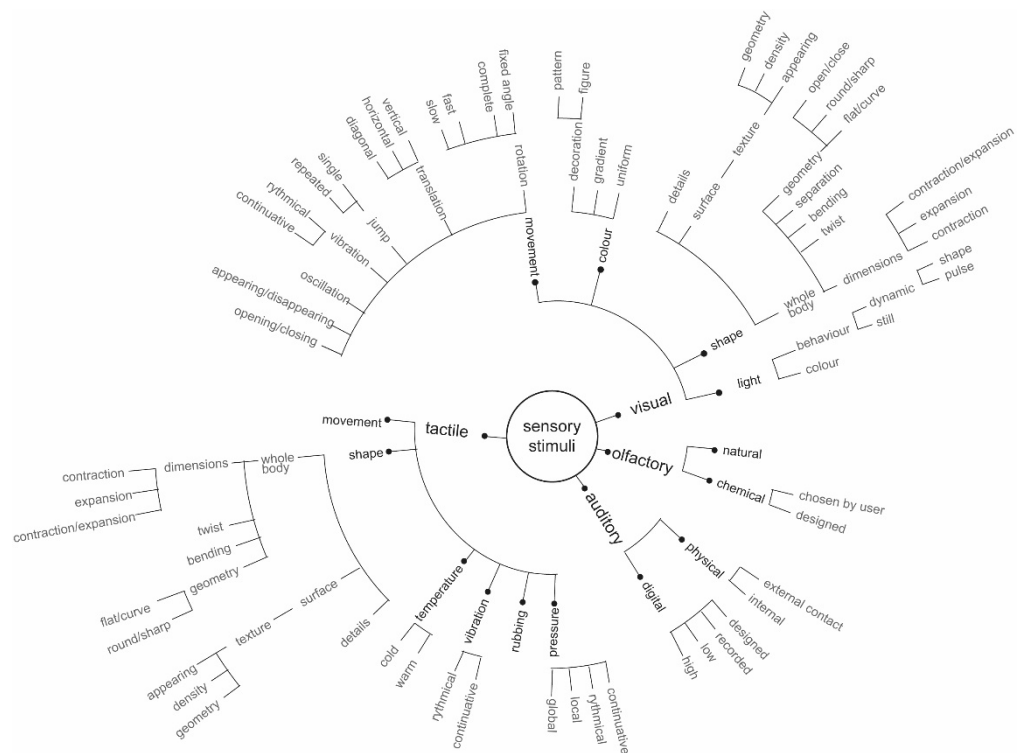 sensory
stimuli
visual
movement
rotation
fixed angle
complete
fast
slow
translation
vertical
horizontal
diagonal
jump
single
repeated
vibration
rythmical
continuative
oscillation
appearing/disappearing
opening/closing
colour
decoration
pattern
figure
gradient
uniform
shape
details
surface
texture
geometry
density
appearing
whole
body
geometry
open/close
round/sharp
flat/curve
separation
bending
twist
dimensions
contraction/expansion
expansion
contraction
light
behaviour
dynamic
shape
pulse
still
colour
olfactory
natural
chemical
chosen by user
designed
auditory
physical
external contact
internal
digital
designed
recorded
low
high
tactile
movement
shape
whole
body
dimensions
contraction
expansion
contraction/expansion
twist
bending
geometry
flat/curve
round/sharp
surface
texture
appearing
density
geometry
details
temperature
cold
warm
vibration
rythmical
continuative
rubbing
pressure
global
local
rythmical
continuative